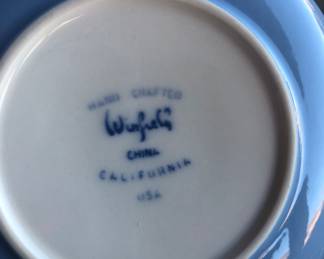 HAND CRAFTED
Winfield
CHINA
CALIFORNIA
USA